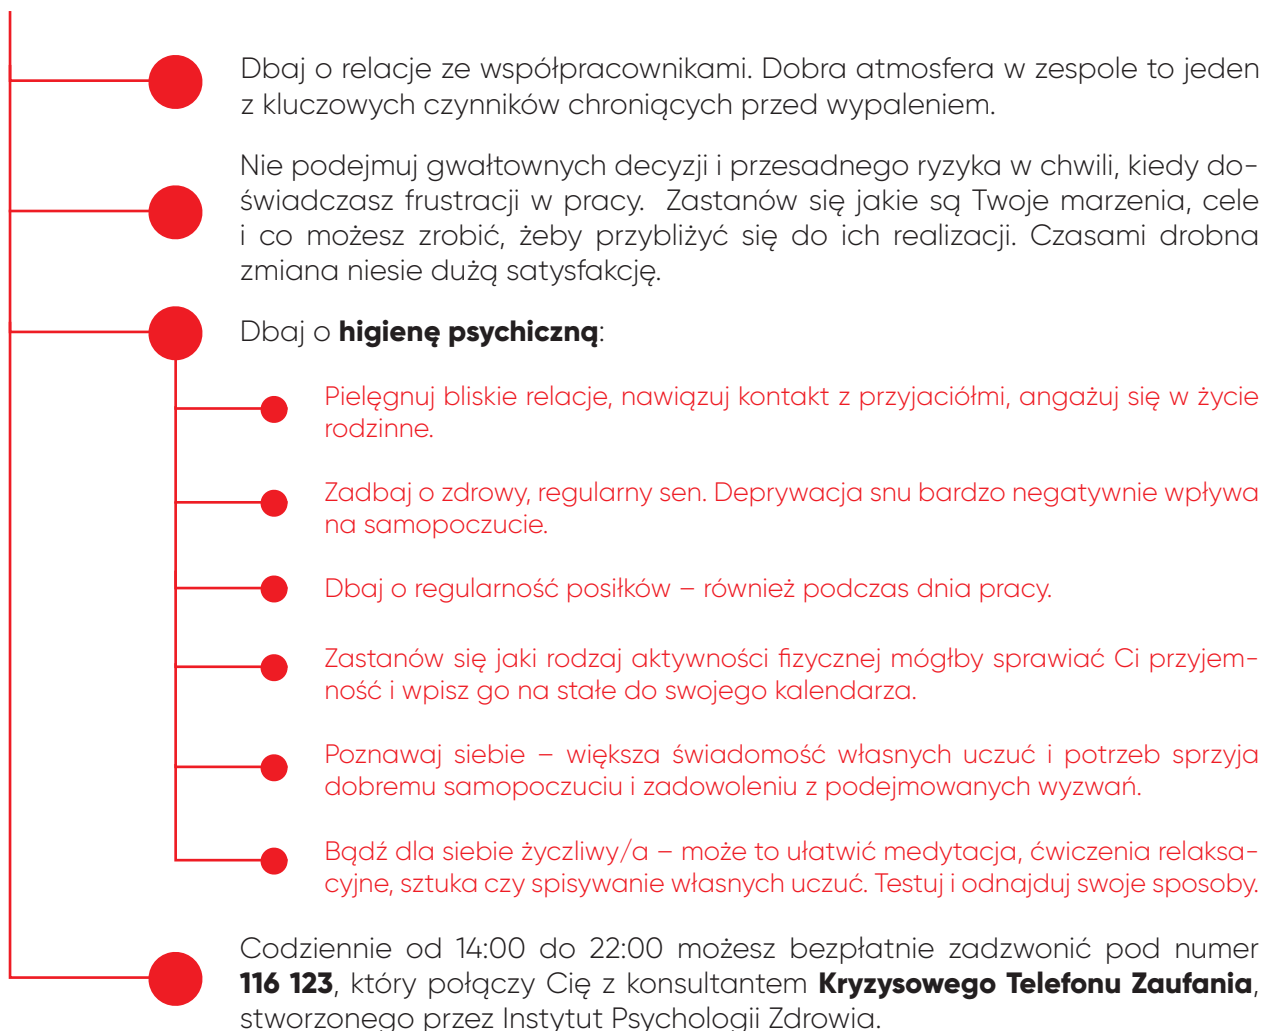 Dbaj o relacje ze współpracownikami. Dobra atmosfera w zespole to jeden
z kluczowych czynników chroniących przed wypaleniem.
Nie podejmuj gwałtownych decyzji i przesadnego ryzyka w chwili, kiedy do-
świadczasz frustracji w pracy.  Zastanów się jakie są Twoje marzenia, cele
i co możesz zrobić, żeby przybliżyć się do ich realizacji. Czasami drobna
zmiana niesie dużą satysfakcję.
Dbaj o higienę psychiczną:
Pielęgnuj bliskie relacje, nawiązuj kontakt z przyjaciółmi, angażuj się w życie
rodzinne.
Zadbaj o zdrowy, regularny sen. Deprywacja snu bardzo negatywnie wpływa
na samopoczucie.
Dbaj o regularność posiłków – również podczas dnia pracy.
Zastanów się jaki rodzaj aktywności fizycznej mógłby sprawiać Ci przyjem-
ność i wpisz go na stałe do swojego kalendarza.
Poznawaj siebie – większa świadomość własnych uczuć i potrzeb sprzyja
dobremu samopoczuciu i zadowoleniu z podejmowanych wyzwań.
Bądź dla siebie życzliwy/a – może to ułatwić medytacja, ćwiczenia relaksa-
cyjne, sztuka czy spisywanie własnych uczuć. Testuj i odnajduj swoje sposoby.
Codziennie od 14:00 do 22:00 możesz bezpłatnie zadzwonić pod numer
116 123, który połączy Cię z konsultantem Kryzysowego Telefonu Zaufania,
stworzonego przez Instytut Psychologii Zdrowia.